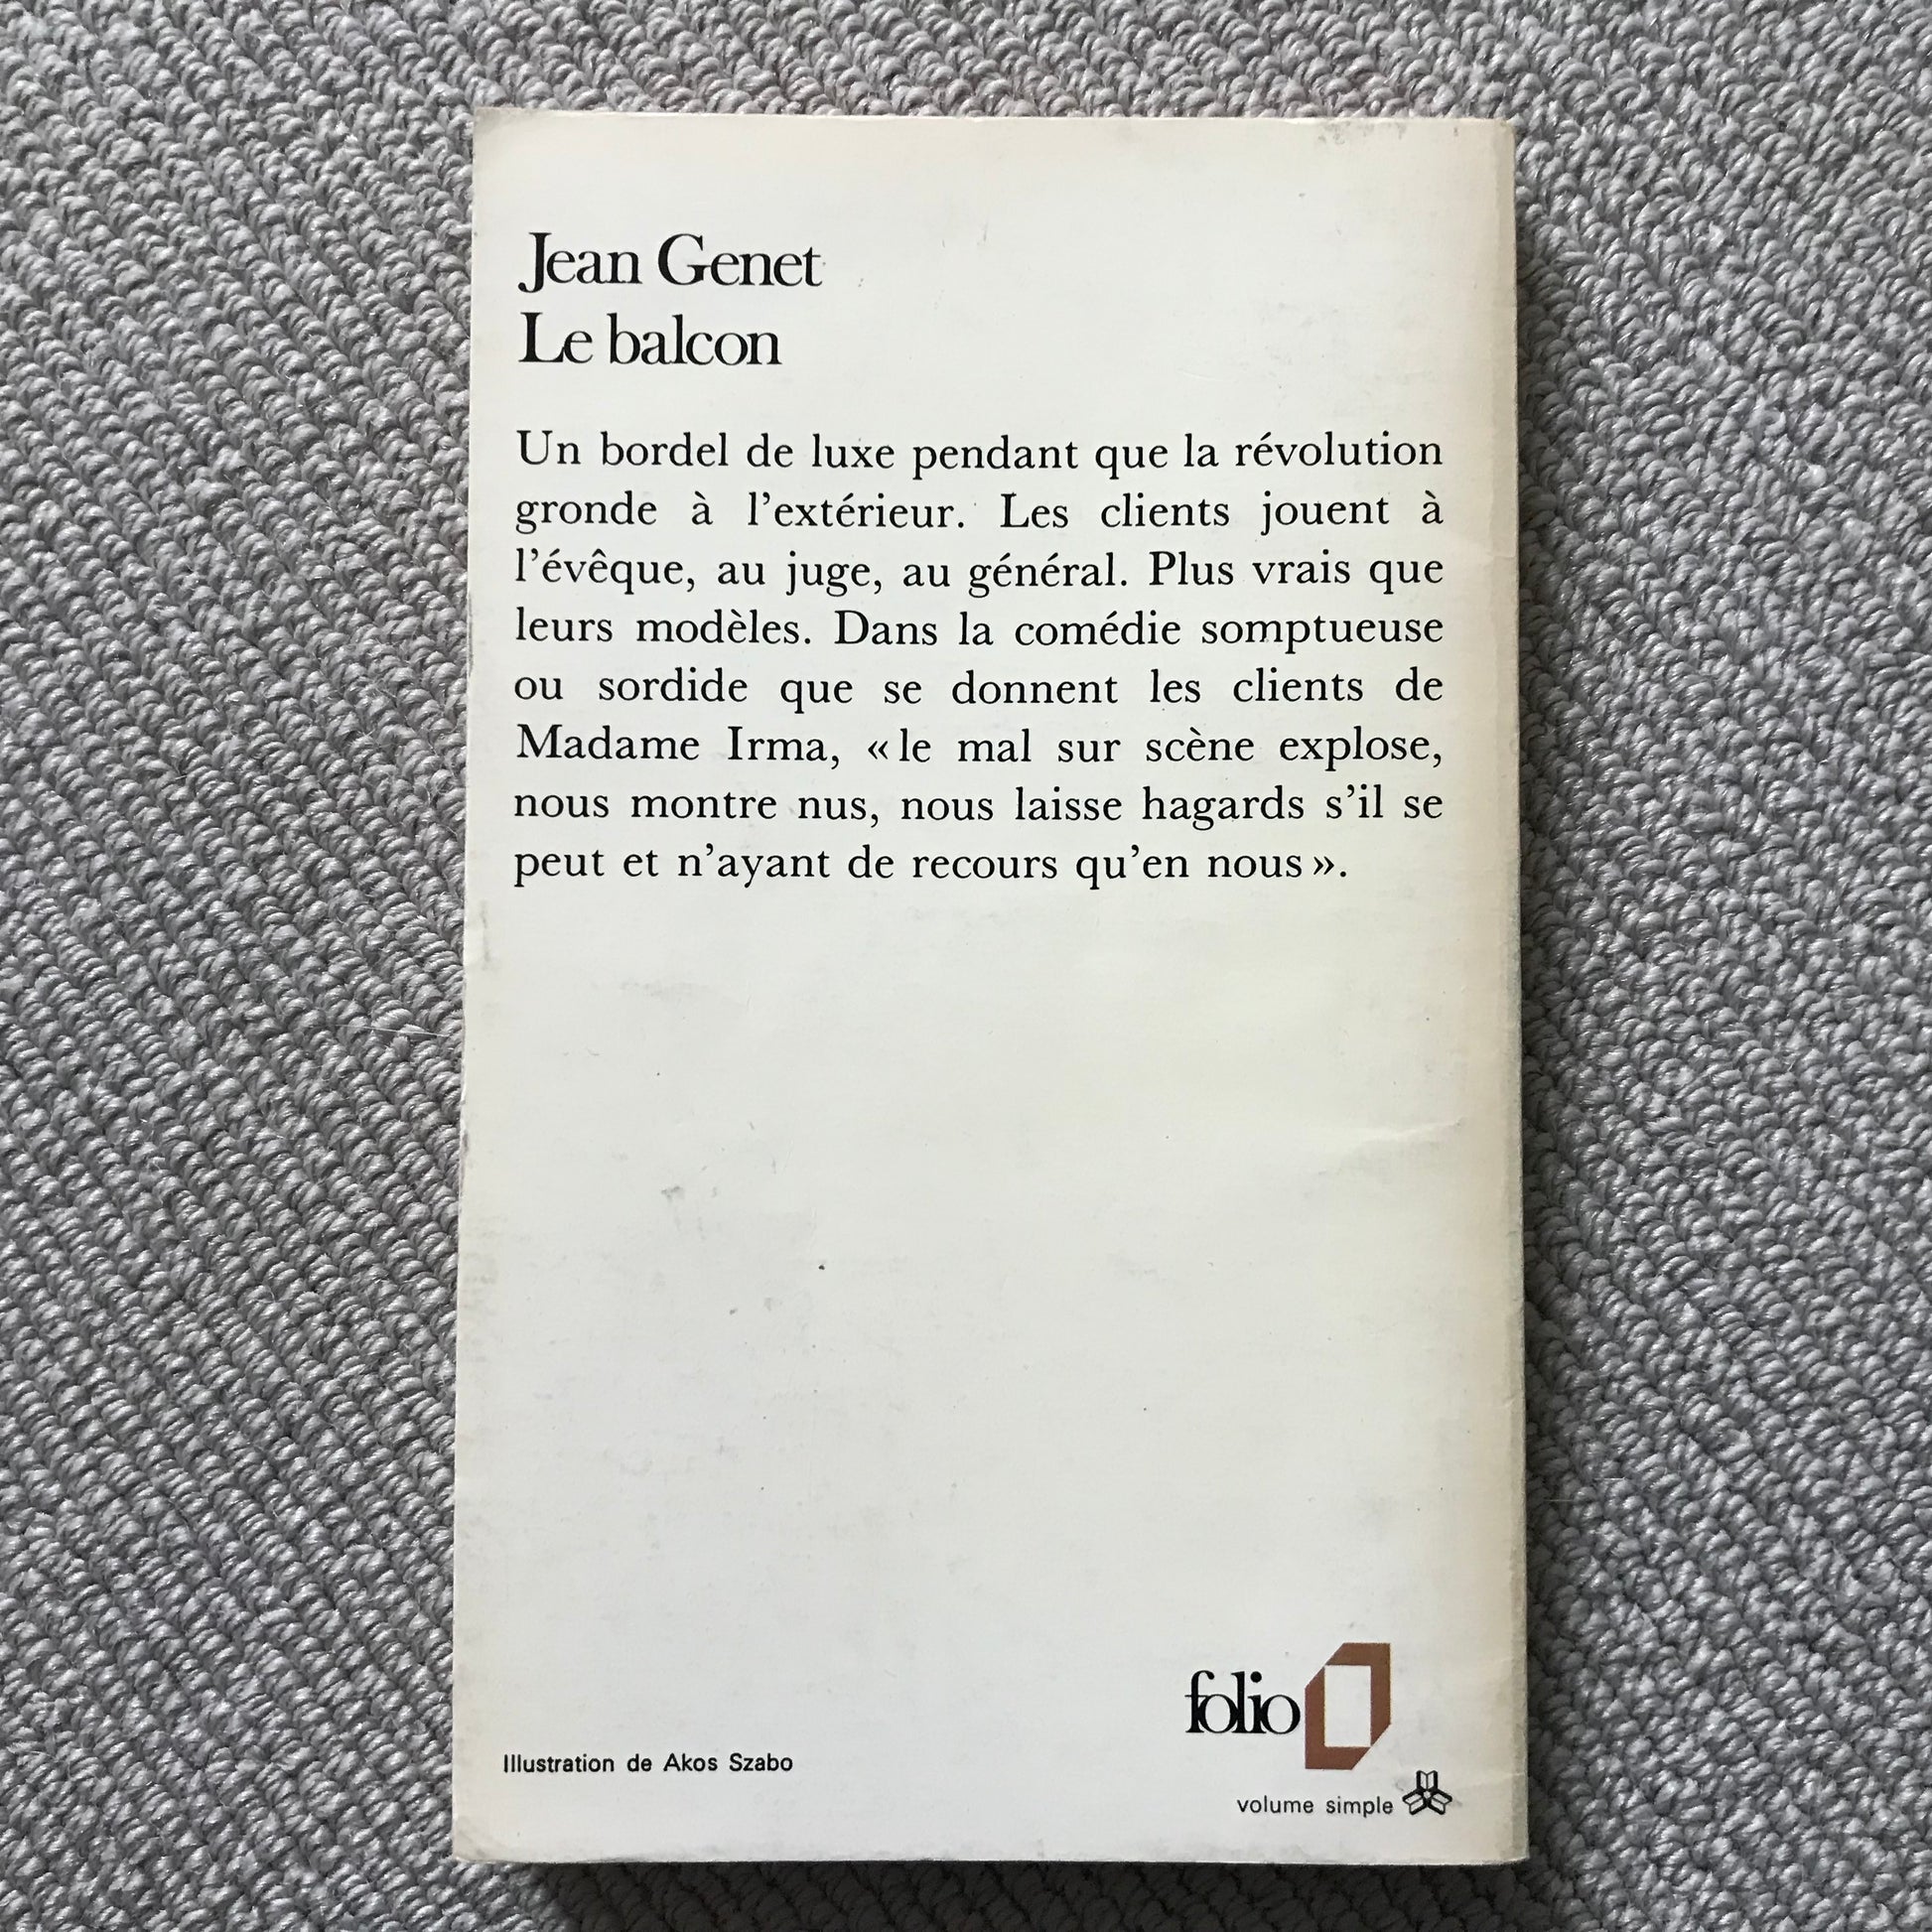 Jean Genet
Le balcon
Un bordel de luxe pendant que la révolution
gronde à l’extérieur. Les clients jouent à
l’évêque, au juge, au général. Plus vrais que
leurs modèles. Dans la comédie somptueuse
ou sordide que se donnent les clients de
Madame Irma, « le mal sur scène explose,
nous montre nus, nous laisse hagards s’il se
peut et n’ayant de recours qu’en nous ».
folio
Illustration de Akos Szabo
volume simple